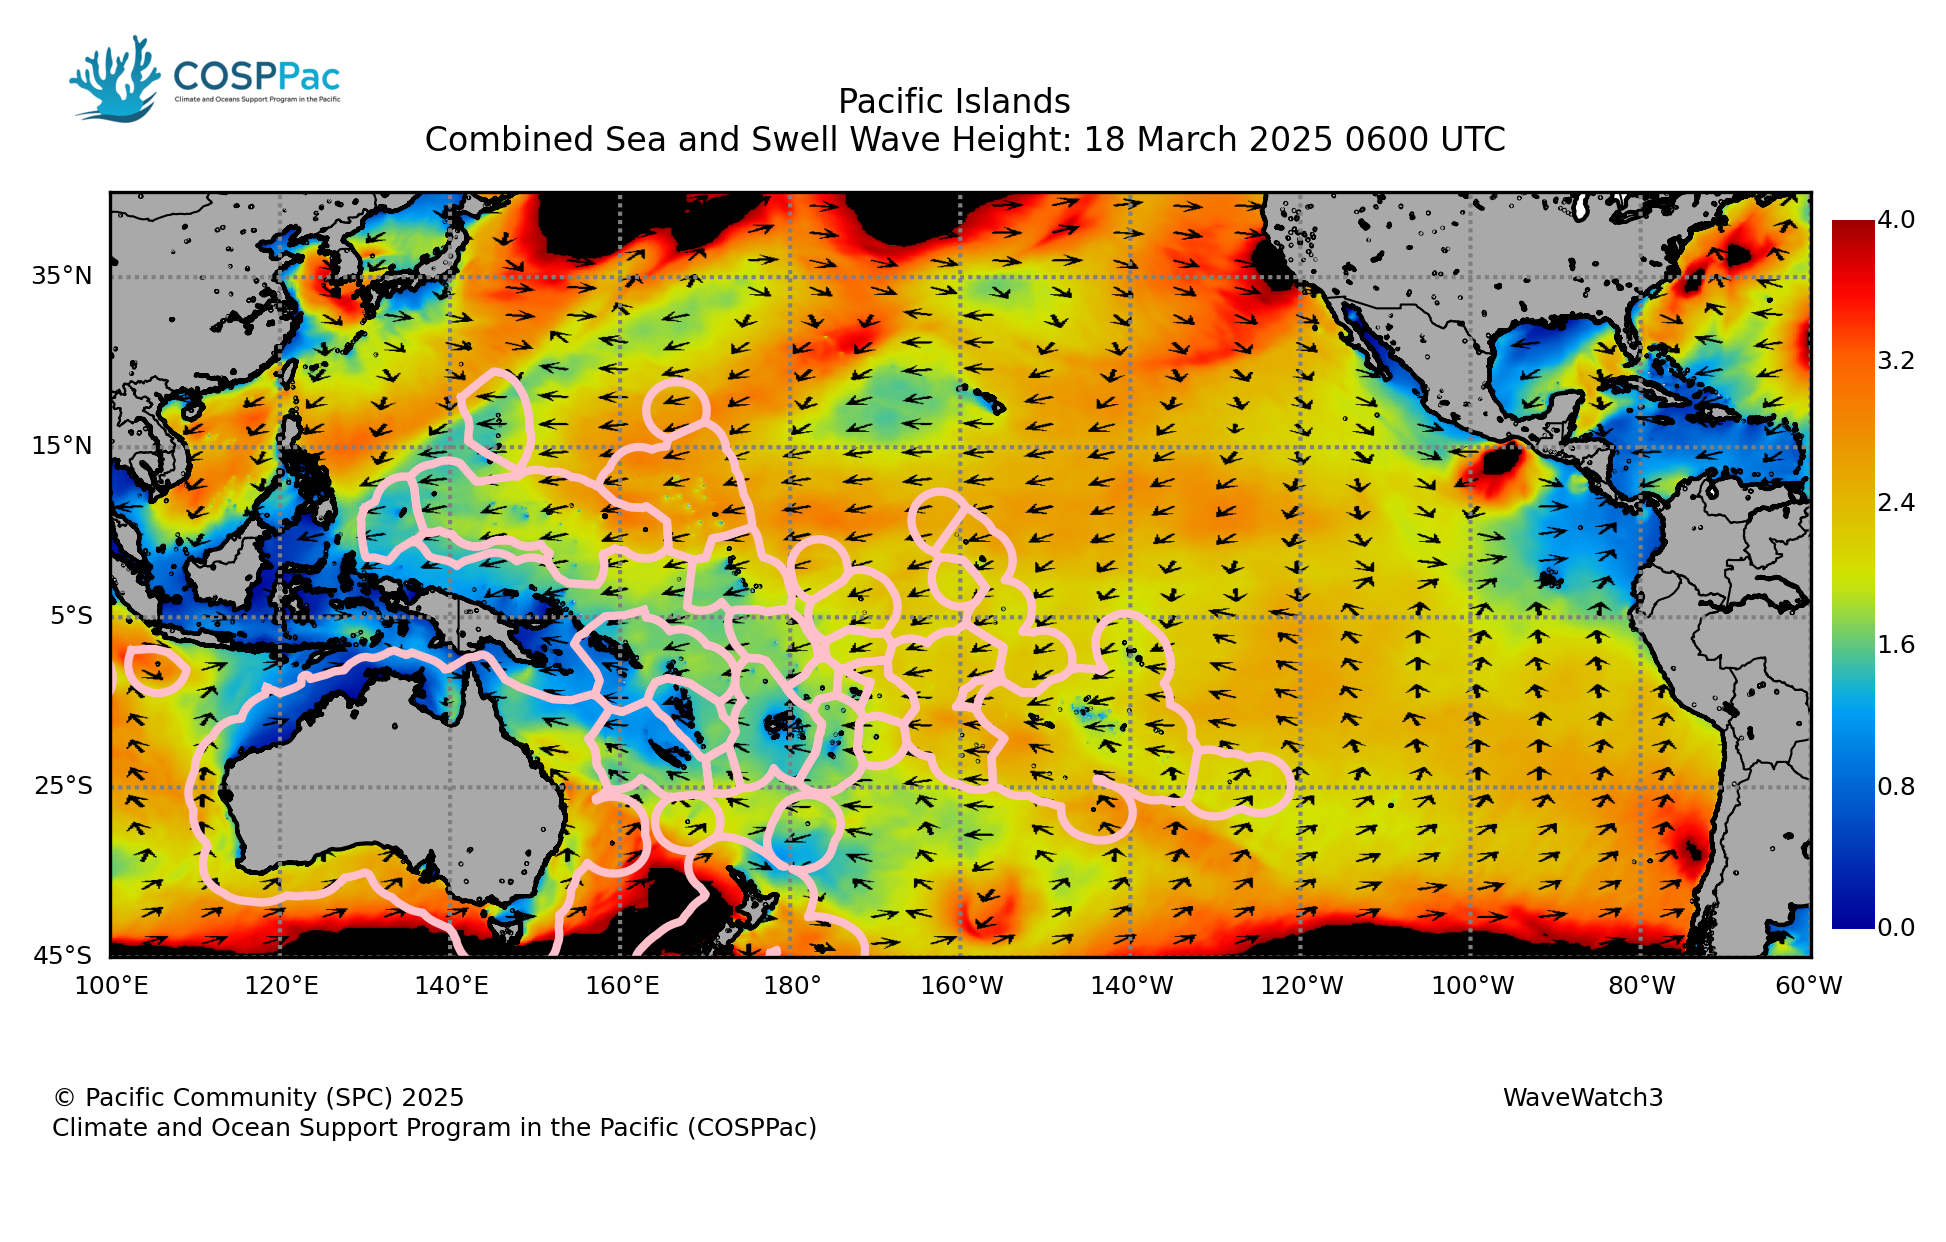 COSPPac
Climate and Oceans Support Program in the Pacific
Pacific Islands
Combined Sea and Swell Wave Height: 18 March 2025 0600 UTC
35°N
15°N
5°S
25°S
45°S
100°E 120°E 140°E 160°E 180° 160°W 140°W 120°W 100°W 80°W 60°W
4.0
3.2
2.4
1.6
0.8
0.0
© Pacific Community (SPC) 2025
Climate and Ocean Support Program in the Pacific (COSPPac)
WaveWatch3